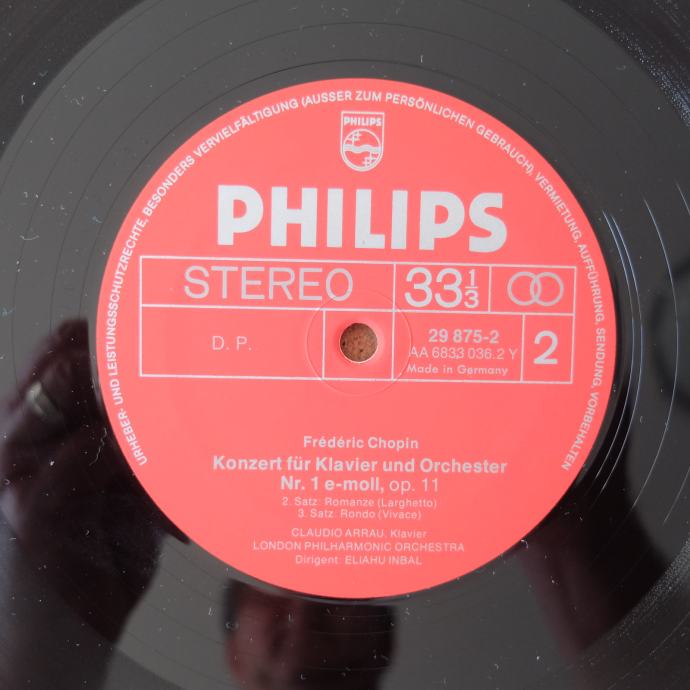 URHEBER- UND LEISTUNGSSCHUTZRECHTE, BESONDERS VERVIELFÄLTIGUNG (AUSSER ZUM PERSÖNLICHEN GEBRAUCH), VERMIETUNG, AUFFÜHRUNG, SENDUNG, VORBEHALTEN
PHILIPS
PHILIPS
STEREO 33 1/3
D. P. 29 875-2 2
AA 6833 036.2 Y
Made in Germany
Frédéric Chopin
Konzert für Klavier und Orchester
Nr. 1 e-moll, op. 11
2. Satz: Romanze (Larghetto)
3. Satz: Rondo (Vivace)
CLAUDIO ARRAU, Klavier
LONDON PHILHARMONIC ORCHESTRA
Dirigent: ELIAHU INBAL